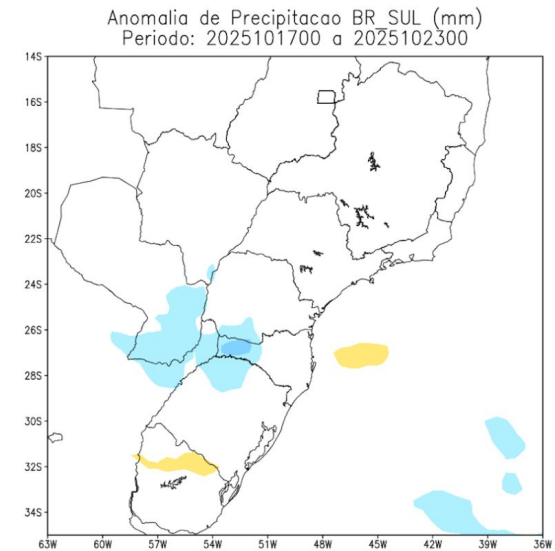 Anomalia de Precipitacao BR_SUL (mm)
Periodo: 2025101700 a 2025102300
14S
16S
18S
20S
22S
24S
26S
28S
30S
32S
34S
63W 60W 57W 54W 51W 48W 45W 42W 39W 36W